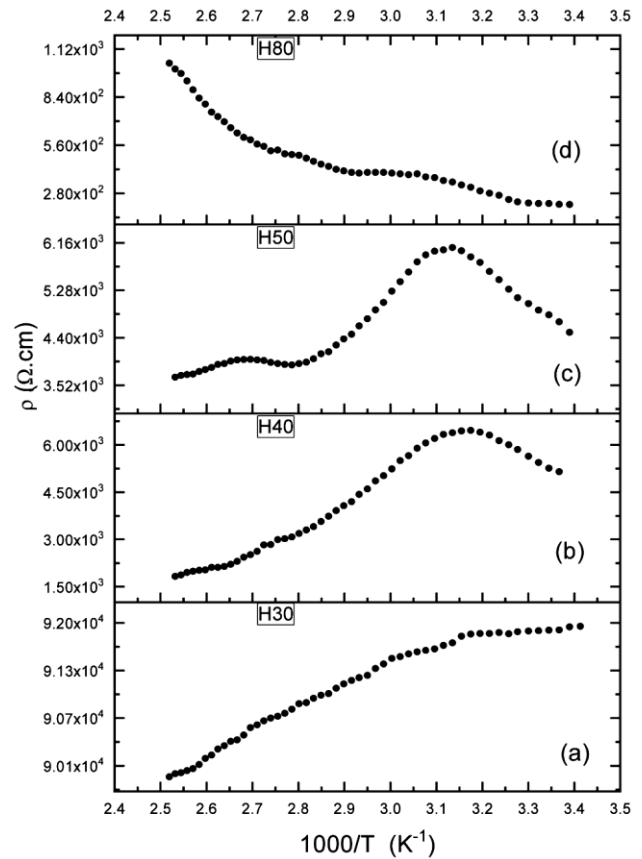 2.4 2.5 2.6 2.7 2.8 2.9 3.0 3.1 3.2 3.3 3.4 3.5
H80
1.12 x10³
8.40x10²
5.60x10²
2.80x10²
(d)
H50
6.16x10³
5.28x10³
4.40x10³
3.52x10³
(c)
ρ (Ω.cm)
H40
6.00x10³
4.50x10³
3.00x10³
1.50x10³
(b)
H30
9.20x10⁴
9.13x10⁴
9.07x10⁴
9.01x10⁴
(a)
2.4 2.5 2.6 2.7 2.8 2.9 3.0 3.1 3.2 3.3 3.4 3.5
1000/T (K⁻¹)